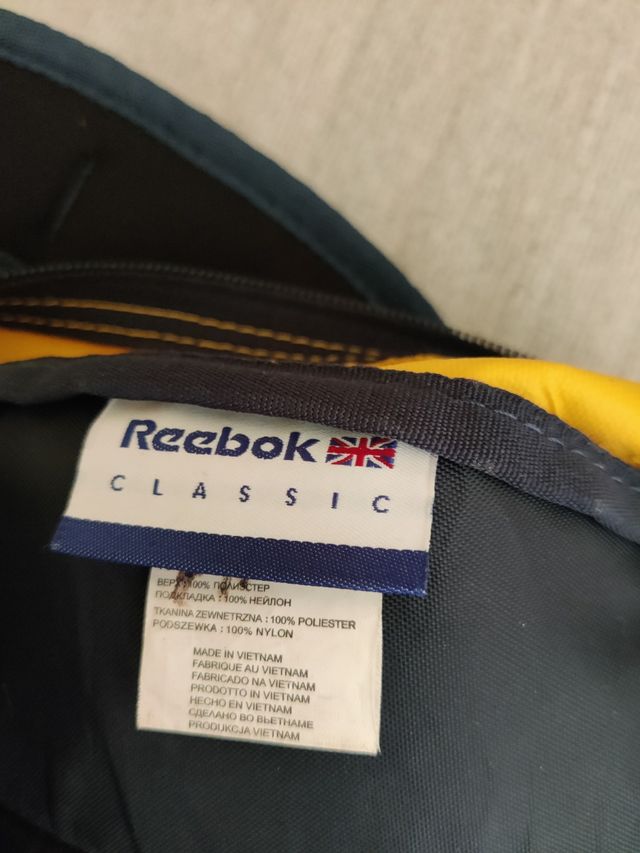 Reebok
CLASSIC
ВЕРХ:100% ПОЛИЭСТЕР
ПОДКЛАДКА :100% НЕЙЛОН
TKANINA ZEWNETRZNA : 100% POLIESTER
PODSZEWKA : 100% NYLON
MADE IN VIETNAM
FABRIQUE AU VIETNAM
FABRICADO NA VIETNAM
PRODOTTO IN VIETNAM
HECHO EN VIETNAM
СДЕЛАНО ВО ВЬЕТНАМЕ
PRODUKCJA VIETNAM